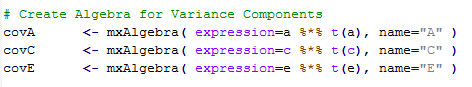 # Create Algebra for Variance Components
covA      <- mxAlgebra( expression=a %*% t(a), name="A" )
covC      <- mxAlgebra( expression=c %*% t(c), name="C" )
covE      <- mxAlgebra( expression=e %*% t(e), name="E" )